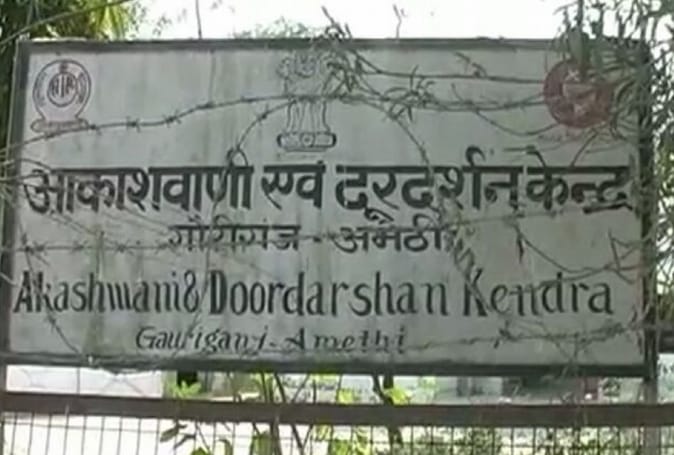 आकाशवाणी एवं दूरदर्शन केन्द्र
गौरीगंज - अमेठी
Akashwani & Doordarshan Kendra
Gauriganj - Amethi